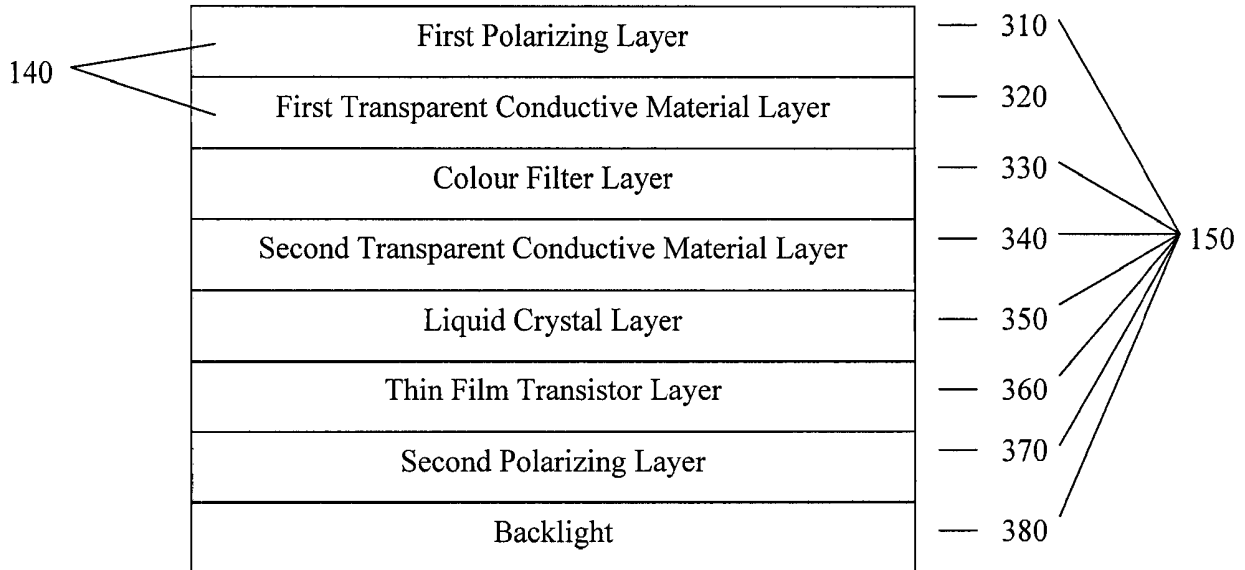 First Polarizing Layer 310
140
First Transparent Conductive Material Layer 320
Colour Filter Layer 330
Second Transparent Conductive Material Layer 340 150
Liquid Crystal Layer 350
Thin Film Transistor Layer 360
Second Polarizing Layer 370
Backlight 380